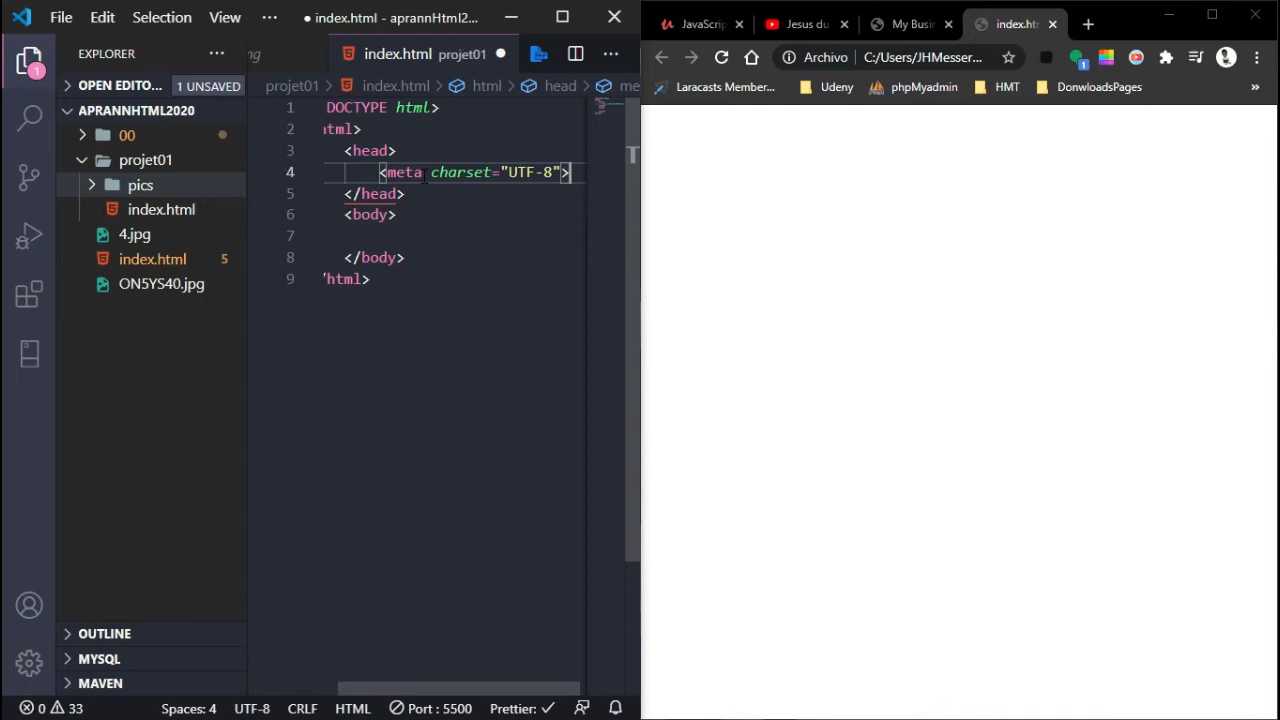 File Edit Selection View ··· ● index.html - aprannHtml2...
EXPLORER ···
OPEN EDITO... 1 UNSAVED
APRANNHTML2020
00
projet01
pics
index.html
4.jpg
index.html 5
ON5YS40.jpg
OUTLINE
MYSQL
MAVEN
1
index.html projet01 ● ···
projet01 > index.html > html > head > me
1 DOCTYPE html>
2 html>
3 <head>
4 <meta charset="UTF-8">
5 </head>
6 <body>
7
8 </body>
9 /html>
0 33 Spaces: 4 UTF-8 CRLF HTML Port : 5500 Prettier: ✓
JavaScrip Jesus du My Busi index.ht
Archivo C:/Users/JHMesser... 1
Laracasts Member... Udeny phpMyadmin HMT DonwloadsPages »